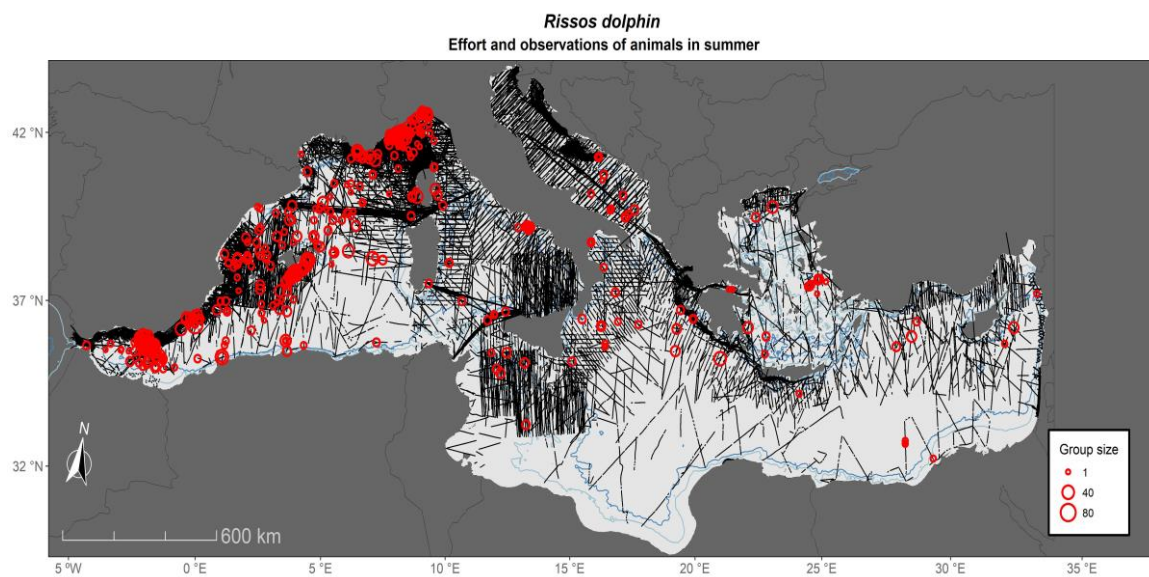 Rissos dolphin
Effort and observations of animals in summer
42 °N
37 °N
32 °N
N
600 km
Group size
1
40
80
5 °W
0 °E
5 °E
10 °E
15 °E
20 °E
25 °E
30 °E
35 °E